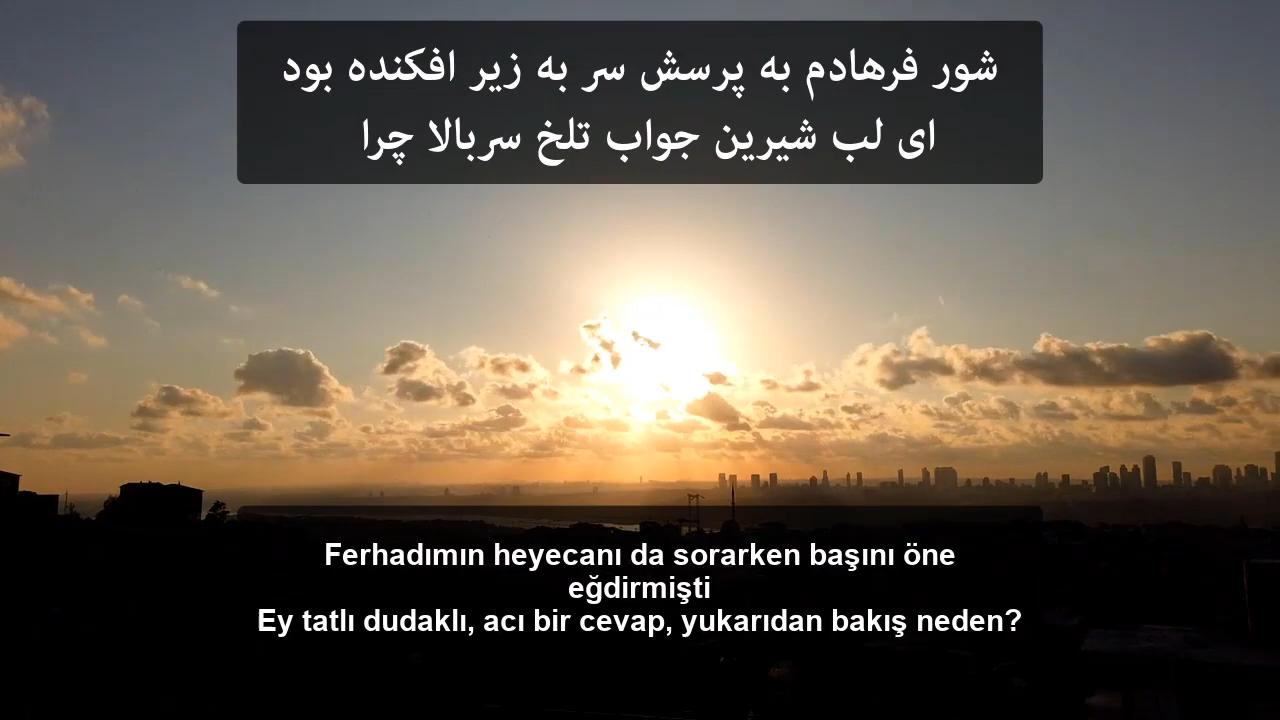 شور فرهادم به پرسش سر به زیر افکنده بود
ای لب شیرین جواب تلخ سربالا چرا
Ferhadımın heyecanı da sorarken başını öne
eğdirmişti
Ey tatlı dudaklı, acı bir cevap, yukarıdan bakış neden?